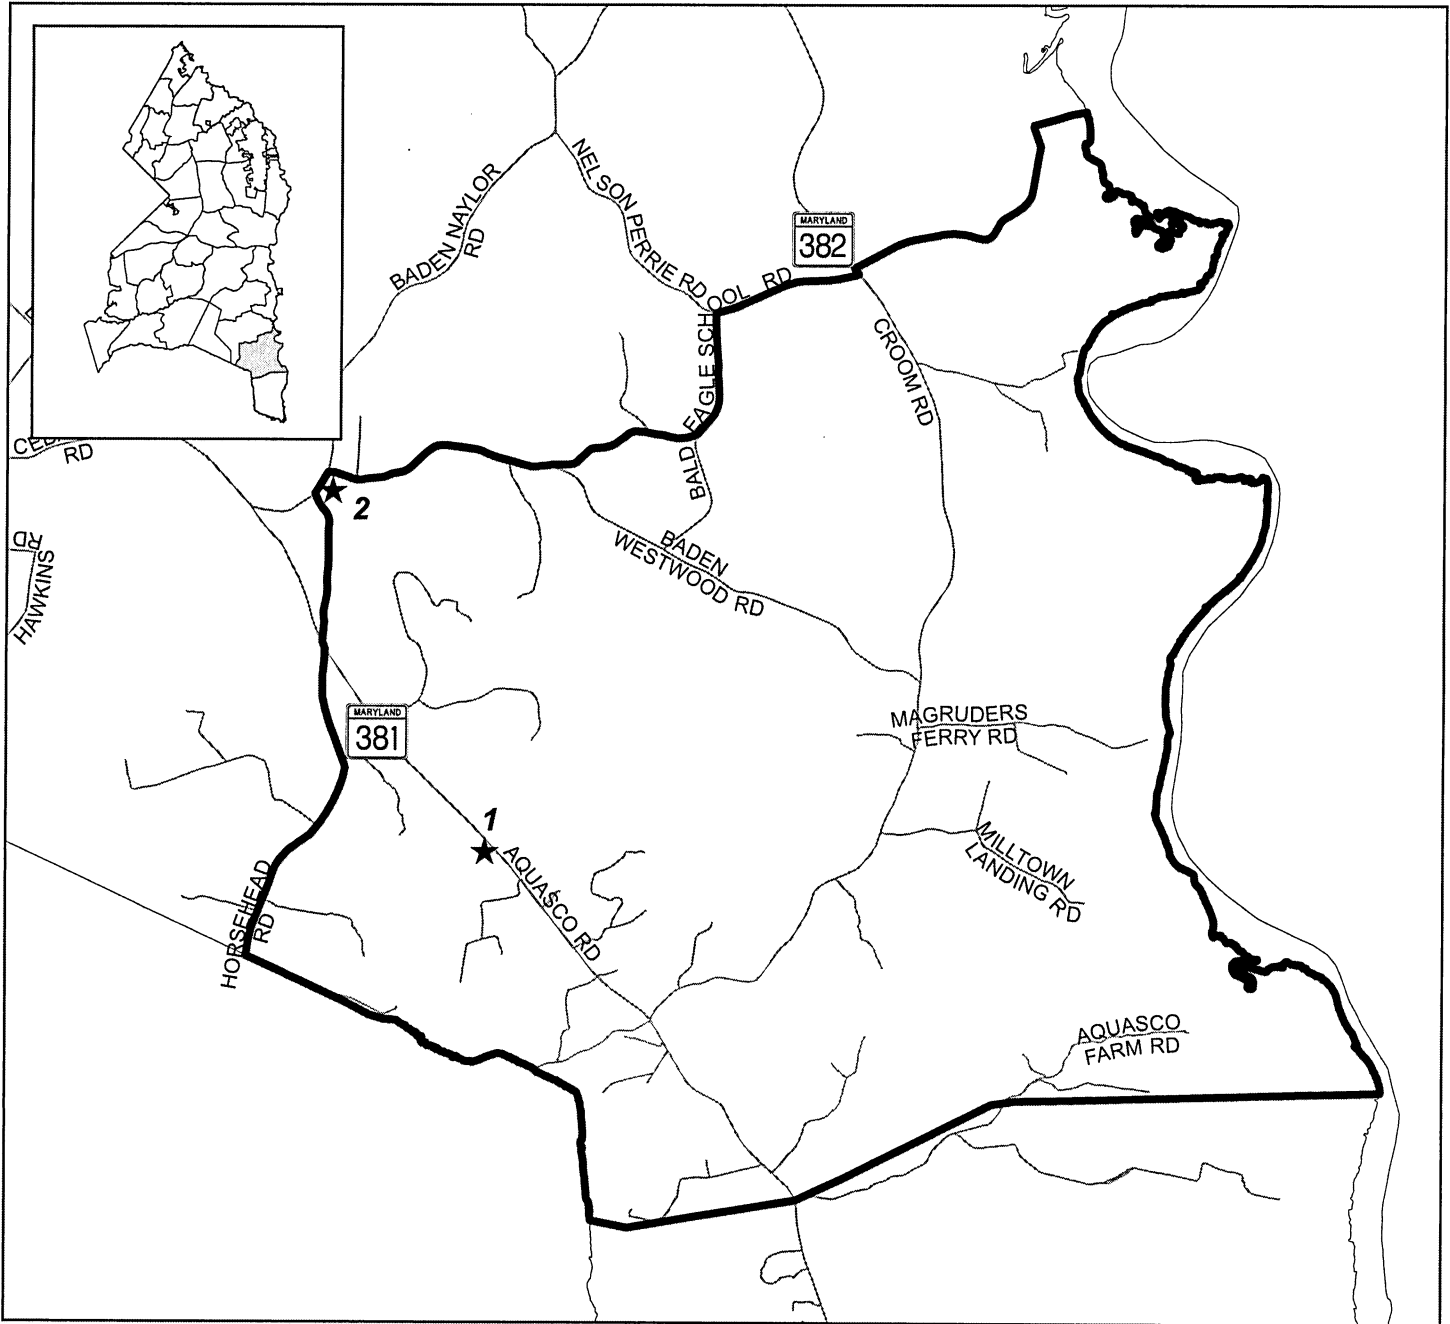 BADEN NAYLOR
RD
NELSON PERRIE RD
MARYLAND
382
BALD EAGLE SCHOOL RD
CROOM RD
RD
2
RD
HAWKINS
BADEN
WESTWOOD RD
MARYLAND
381
MAGRUDERS
FERRY RD
1
AQUASCO RD
MILLTOWN
LANDING RD
HORSEHEAD
RD
AQUASCO
FARM RD